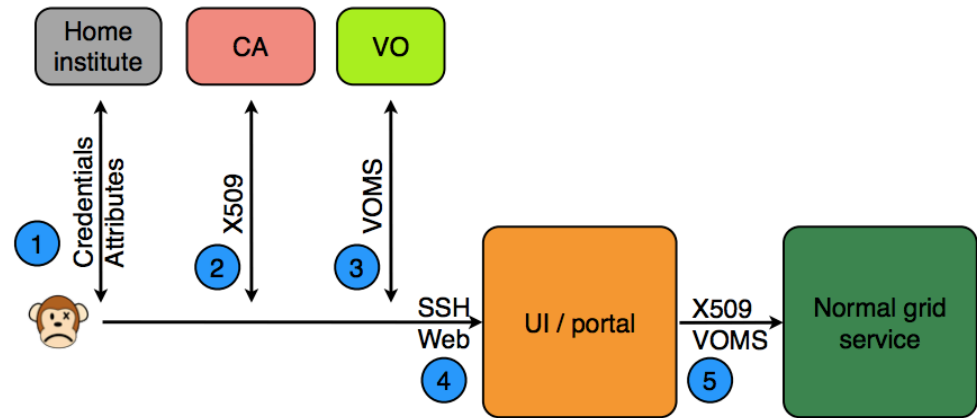 Home
institute
CA
VO
Credentials
Attributes
X509
VOMS
1
2
3
SSH
Web
4
UI / portal
X509
VOMS
5
Normal grid
service